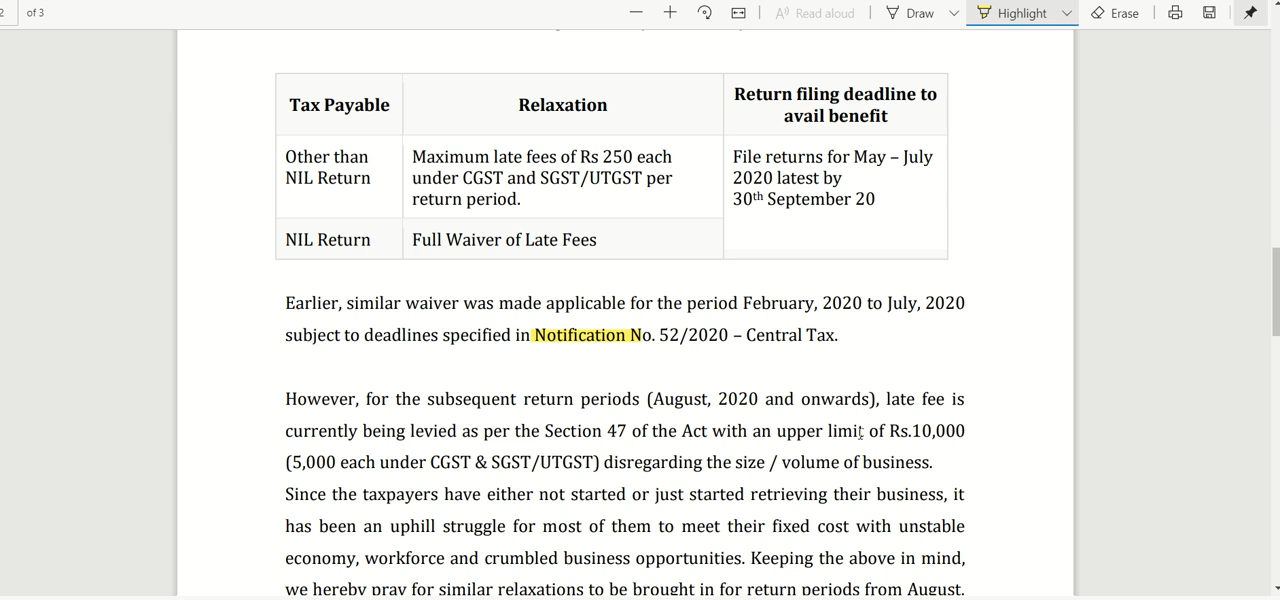 2 of 3 Read aloud Draw Highlight Erase
Tax Payable Relaxation Return filing deadline to avail benefit
Other than NIL Return
Maximum late fees of Rs 250 each
under CGST and SGST/UTGST per
return period.
File returns for May – July
2020 latest by
30th September 20
NIL Return Full Waiver of Late Fees
Earlier, similar waiver was made applicable for the period February, 2020 to July, 2020
subject to deadlines specified in Notification No. 52/2020 – Central Tax.
However, for the subsequent return periods (August, 2020 and onwards), late fee is
currently being levied as per the Section 47 of the Act with an upper limit of Rs.10,000
(5,000 each under CGST & SGST/UTGST) disregarding the size / volume of business.
Since the taxpayers have either not started or just started retrieving their business, it
has been an uphill struggle for most of them to meet their fixed cost with unstable
economy, workforce and crumbled business opportunities. Keeping the above in mind,
we hereby pray for similar relaxations to be brought in for return periods from August,